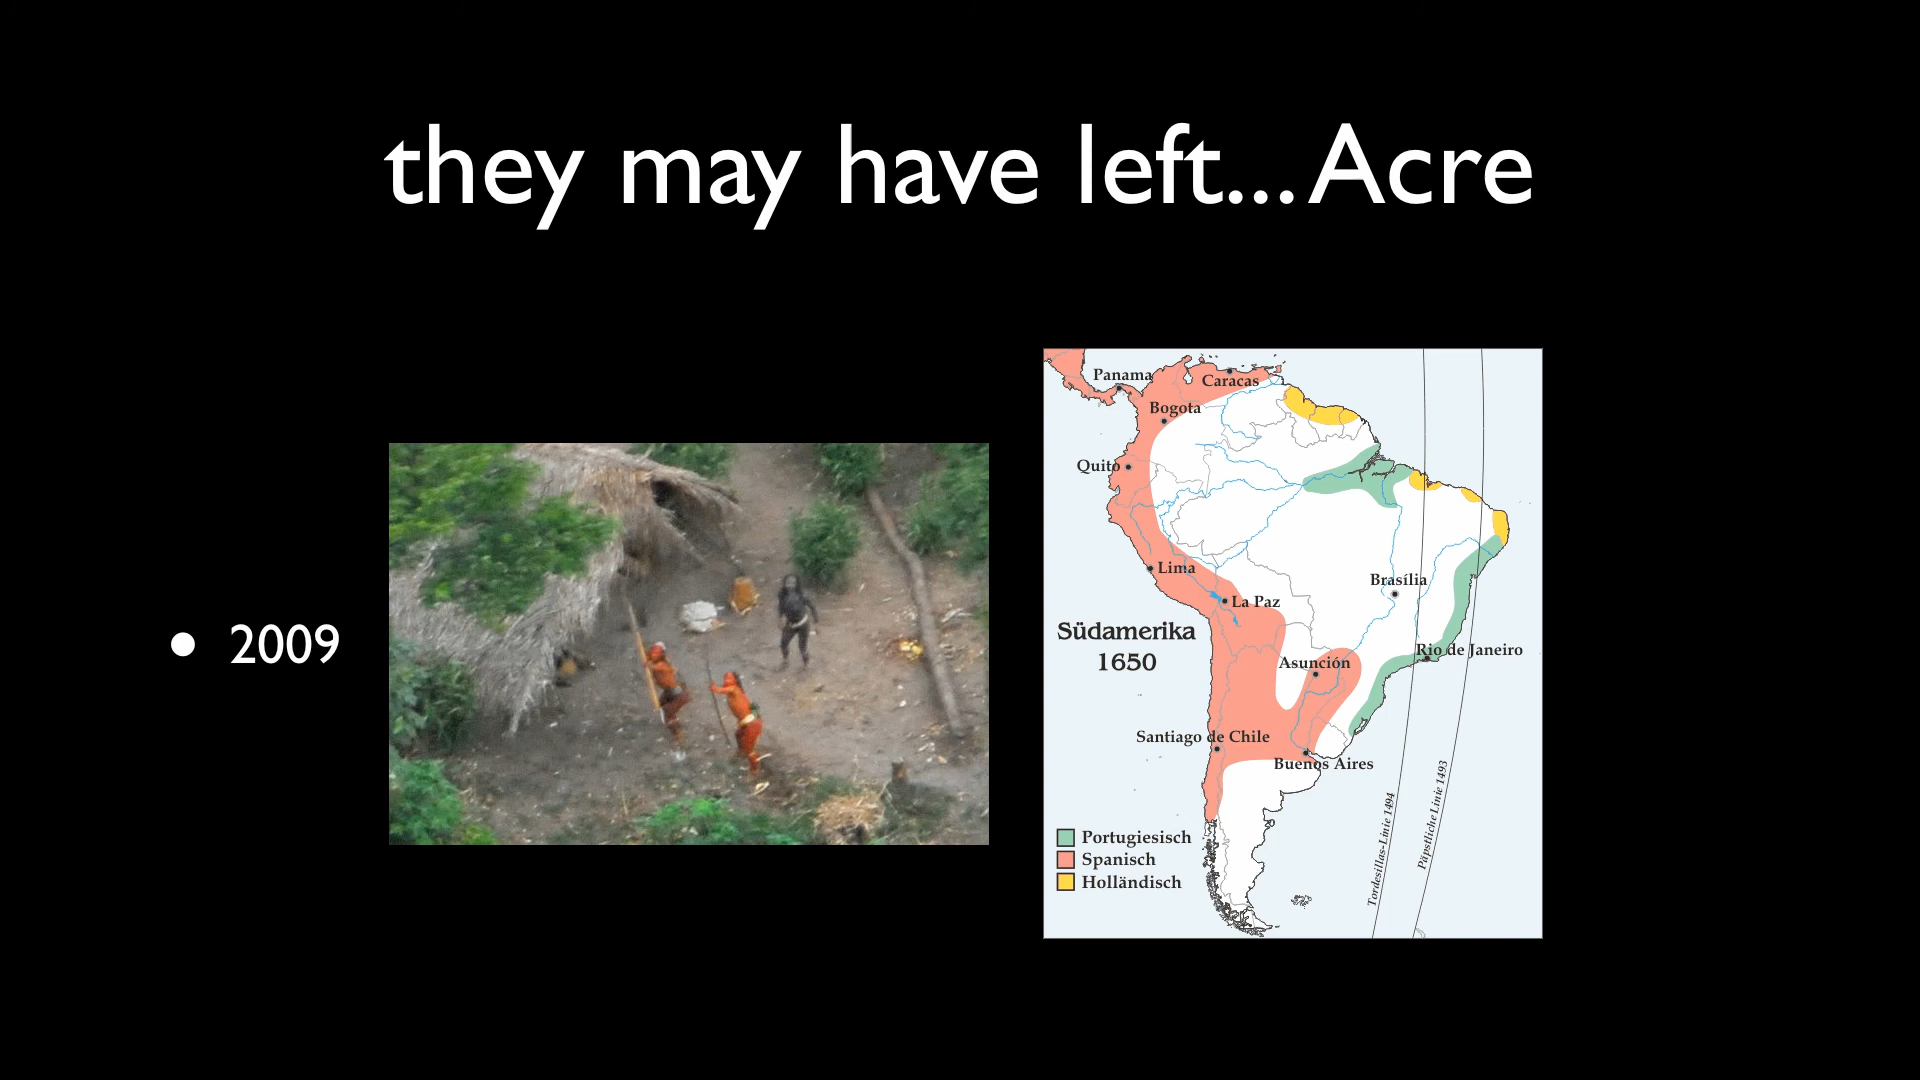 they may have left... Acre
• 2009
Panama
Caracas
Bogota
Quito
Lima
La Paz
Brasília
Südamerika
1650
Asunción
Rio de Janeiro
Santiago de Chile
Buenos Aires
Tordesillas-Linie 1494
Päpstliche Linie 1493
Portugiesisch
Spanisch
Holländisch